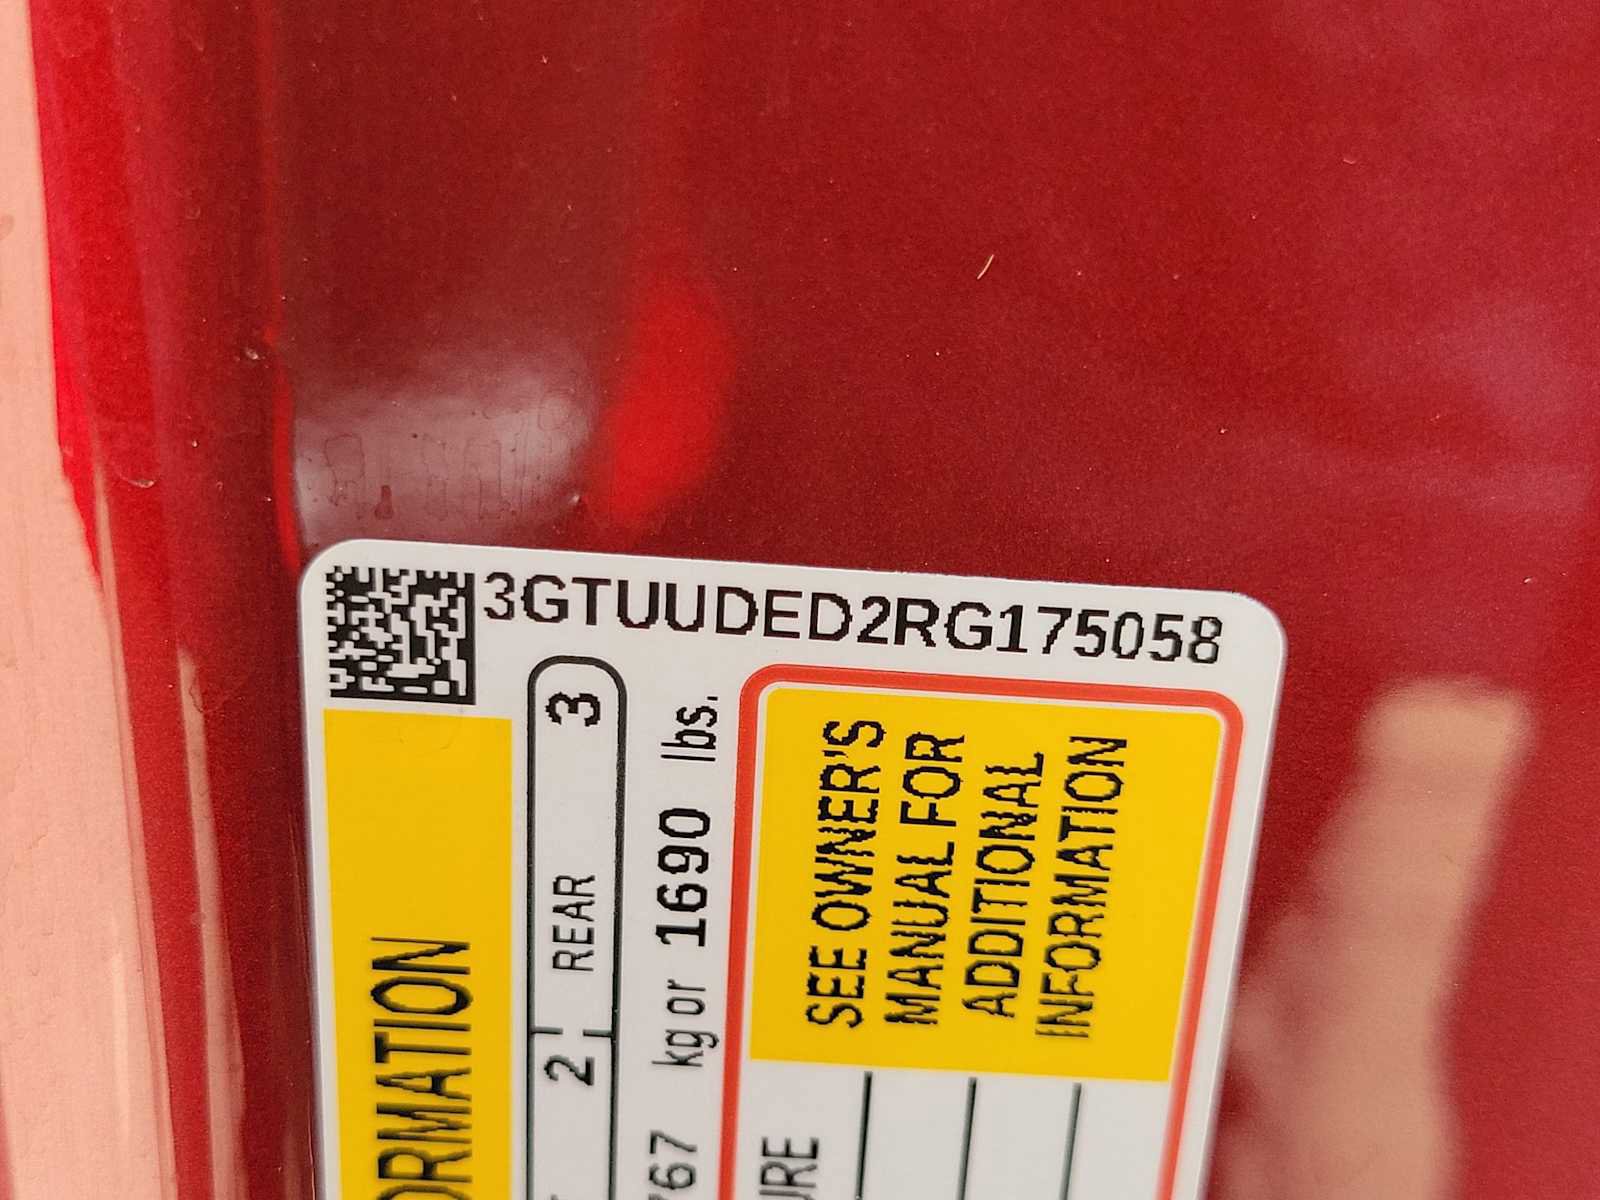 3GTUUDED2RG175058
ORMATION
2 REAR 3
767 kg or 1690 lbs.
SEE OWNER'S
MANUAL FOR
ADDITIONAL
INFORMATION
URE